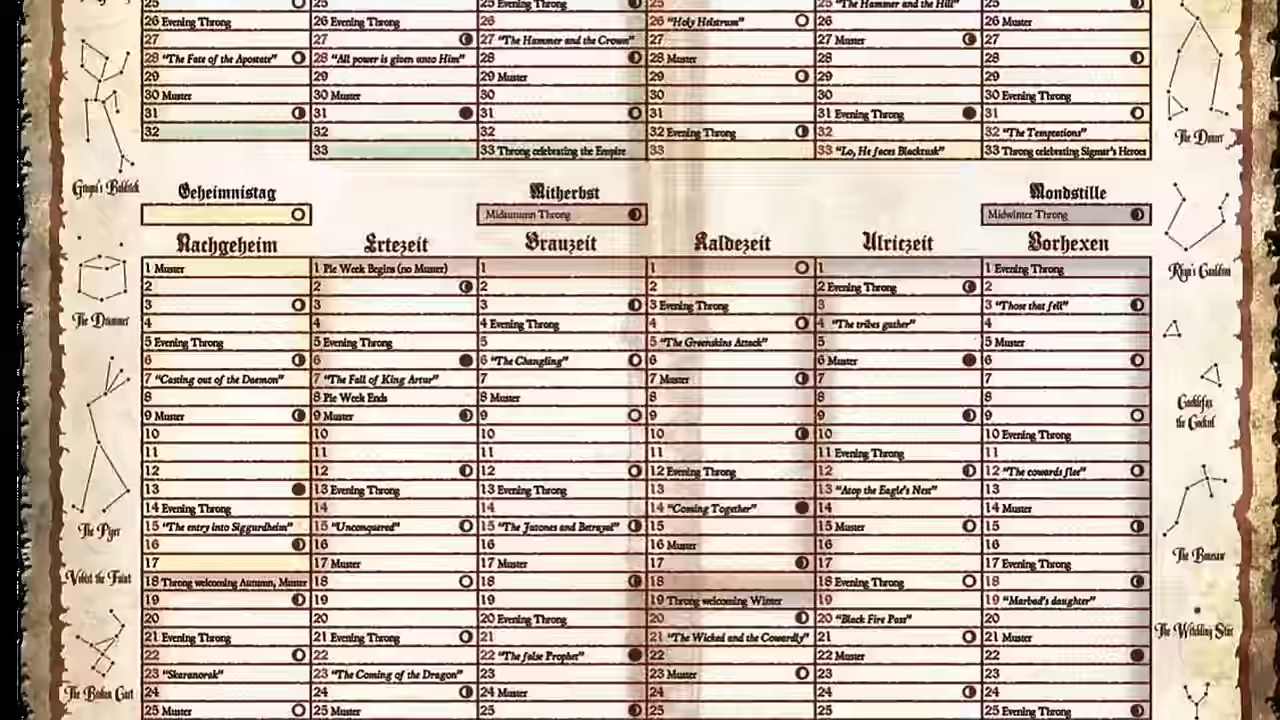 25
25
25 Evening Throng
25
25 "The Hammer and the Hill"
25
26 Evening Throng
26 Evening Throng
26
26 "Holy Helstrum"
26
26 Muster
27
27
27 "The Hammer and the Crown"
27
27 Muster
27
28 "The Fate of the Apostate"
28 "All power is given unto Him"
28
28 Muster
28
28
29
29
29 Muster
29
29
29
30 Muster
30 Muster
30
30
30
30 Evening Throng
31
31
31
31
31 Evening Throng
31
32
32
32
32 Evening Throng
32
32 "The Temptations"
33
33 Throng celebrating the Empire
33
33 "Lo, He faces Blacktusk"
33 Throng celebrating Sigmar's Heroes
The Dancer
Geheimnistag
Mitherbst
Mondstille
Midautumn Throng
Midwinter Throng
Nachgeheim
Ertezeit
Brauzeit
Kaldezeit
Ulriczeit
Vorhexen
1 Muster
1 Pie Week Begins (no Muster)
1
1
1
1 Evening Throng
Rhya's Cauldron
2
2
2
2
2 Evening Throng
2
3
3
3
3 Evening Throng
3
3 "Those that fell"
The Drummer
4
4
4 Evening Throng
4
4 "The tribes gather"
4
5 Evening Throng
5 Evening Throng
5
5 "The Greenskins Attack"
5
5 Muster
6
6
6 "The Changling"
6
6 Muster
6
7 "Casting out of the Daemon"
7 "The Fall of King Artur"
7
7 Muster
7
7
8
8 Pie Week Ends
8 Muster
8
8
8
9 Muster
9 Muster
9
9
9
9
10
10
10
10
10
10 Evening Throng
11
11
11
11
11 Evening Throng
11
12
12
12
12 Evening Throng
12
12 "The cowards flee"
13
13 Evening Throng
13 Evening Throng
13
13 "Atop the Eagle's Nest"
13
14 Evening Throng
14
14
14 "Coming Together"
14
14 Muster
The Piper
15 "The entry into Siggurdheim"
15 "Unconquered"
15 "The Jutones and Betrayal"
15
15 Muster
15
16
16
16
16 Muster
16
16
The Bonesaw
17
17 Muster
17 Muster
17
17
17 Evening Throng
Vobist the Faint
18 Throng welcoming Autumn, Muster
18
18
18
18 Evening Throng
18
19
19
19
19 Throng welcoming Winter
19
19 "Marbad's daughter"
20
20 Evening Throng
20
20 "Black Fire Pass"
20
21 Evening Throng
21 Evening Throng
21
21 "The Wicked and the Cowardly"
21
21 Muster
The Witchling Star
22
22
22 "The false Prophet"
22
22 Muster
22
23 "Skaranorak"
23 "The Coming of the Dragon"
23
23 Muster
23
23
The Broken Cart
24
24
24 Muster
24
24
24
25 Muster
25 Muster
25
25
25
25 Evening Throng